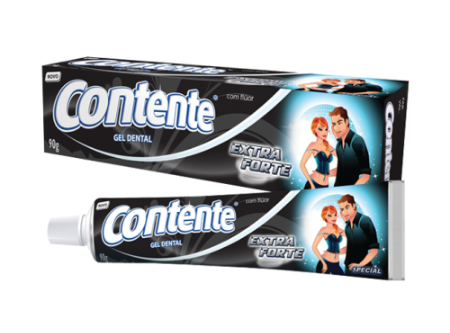 NOVO
Contente
com flúor
GEL DENTAL
90g
EXTRA
FORTE
Contente
NOVO
Contente
com flúor
GEL DENTAL
90g
EXTRA
FORTE
SPECIAL